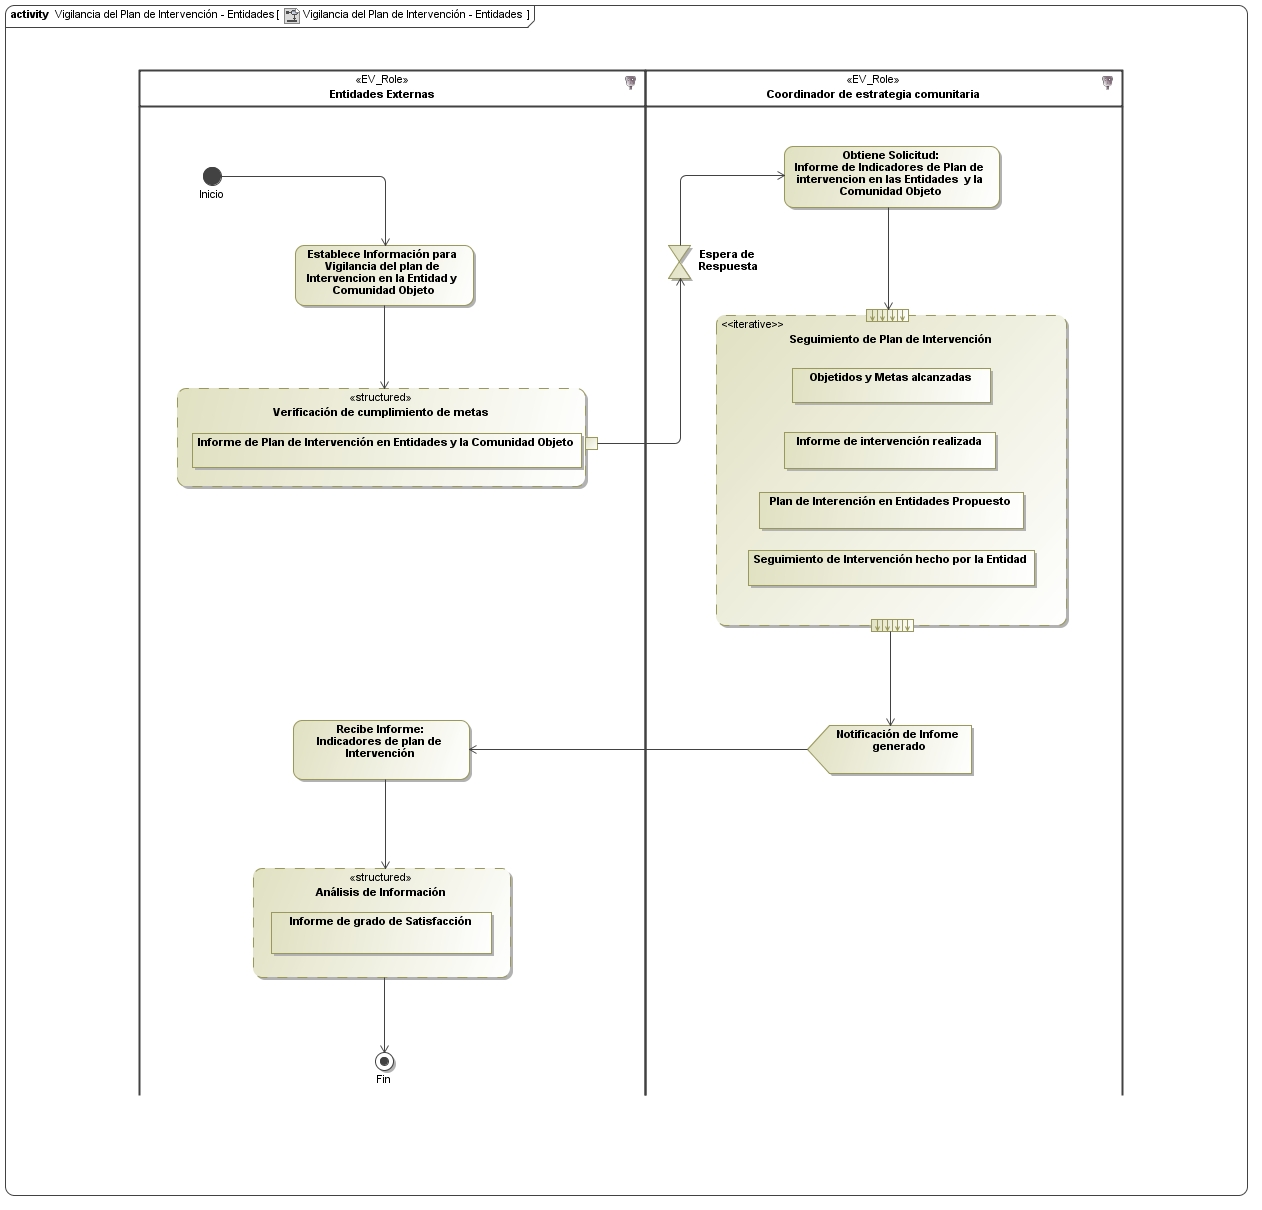 activity Vigilancia del Plan de Intervención - Entidades [ Vigilancia del Plan de Intervención - Entidades ]
«EV_Role»
Entidades Externas
«EV_Role»
Coordinador de estrategia comunitaria
Inicio
Establece Información para
Vigilancia del plan de
Intervencion en la Entidad y
Comunidad Objeto
«structured»
Verificación de cumplimiento de metas
Informe de Plan de Intervención en Entidades y la Comunidad Objeto
Espera de
Respuesta
Obtiene Solicitud:
Informe de Indicadores de Plan de
intervencion en las Entidades y la
Comunidad Objeto
<<iterative>>
Seguimiento de Plan de Intervención
Objetidos y Metas alcanzadas
Informe de intervención realizada
Plan de Interención en Entidades Propuesto
Seguimiento de Intervención hecho por la Entidad
Notificación de Infome
generado
Recibe Informe:
Indicadores de plan de
Intervención
«structured»
Análisis de Información
Informe de grado de Satisfacción
Fin